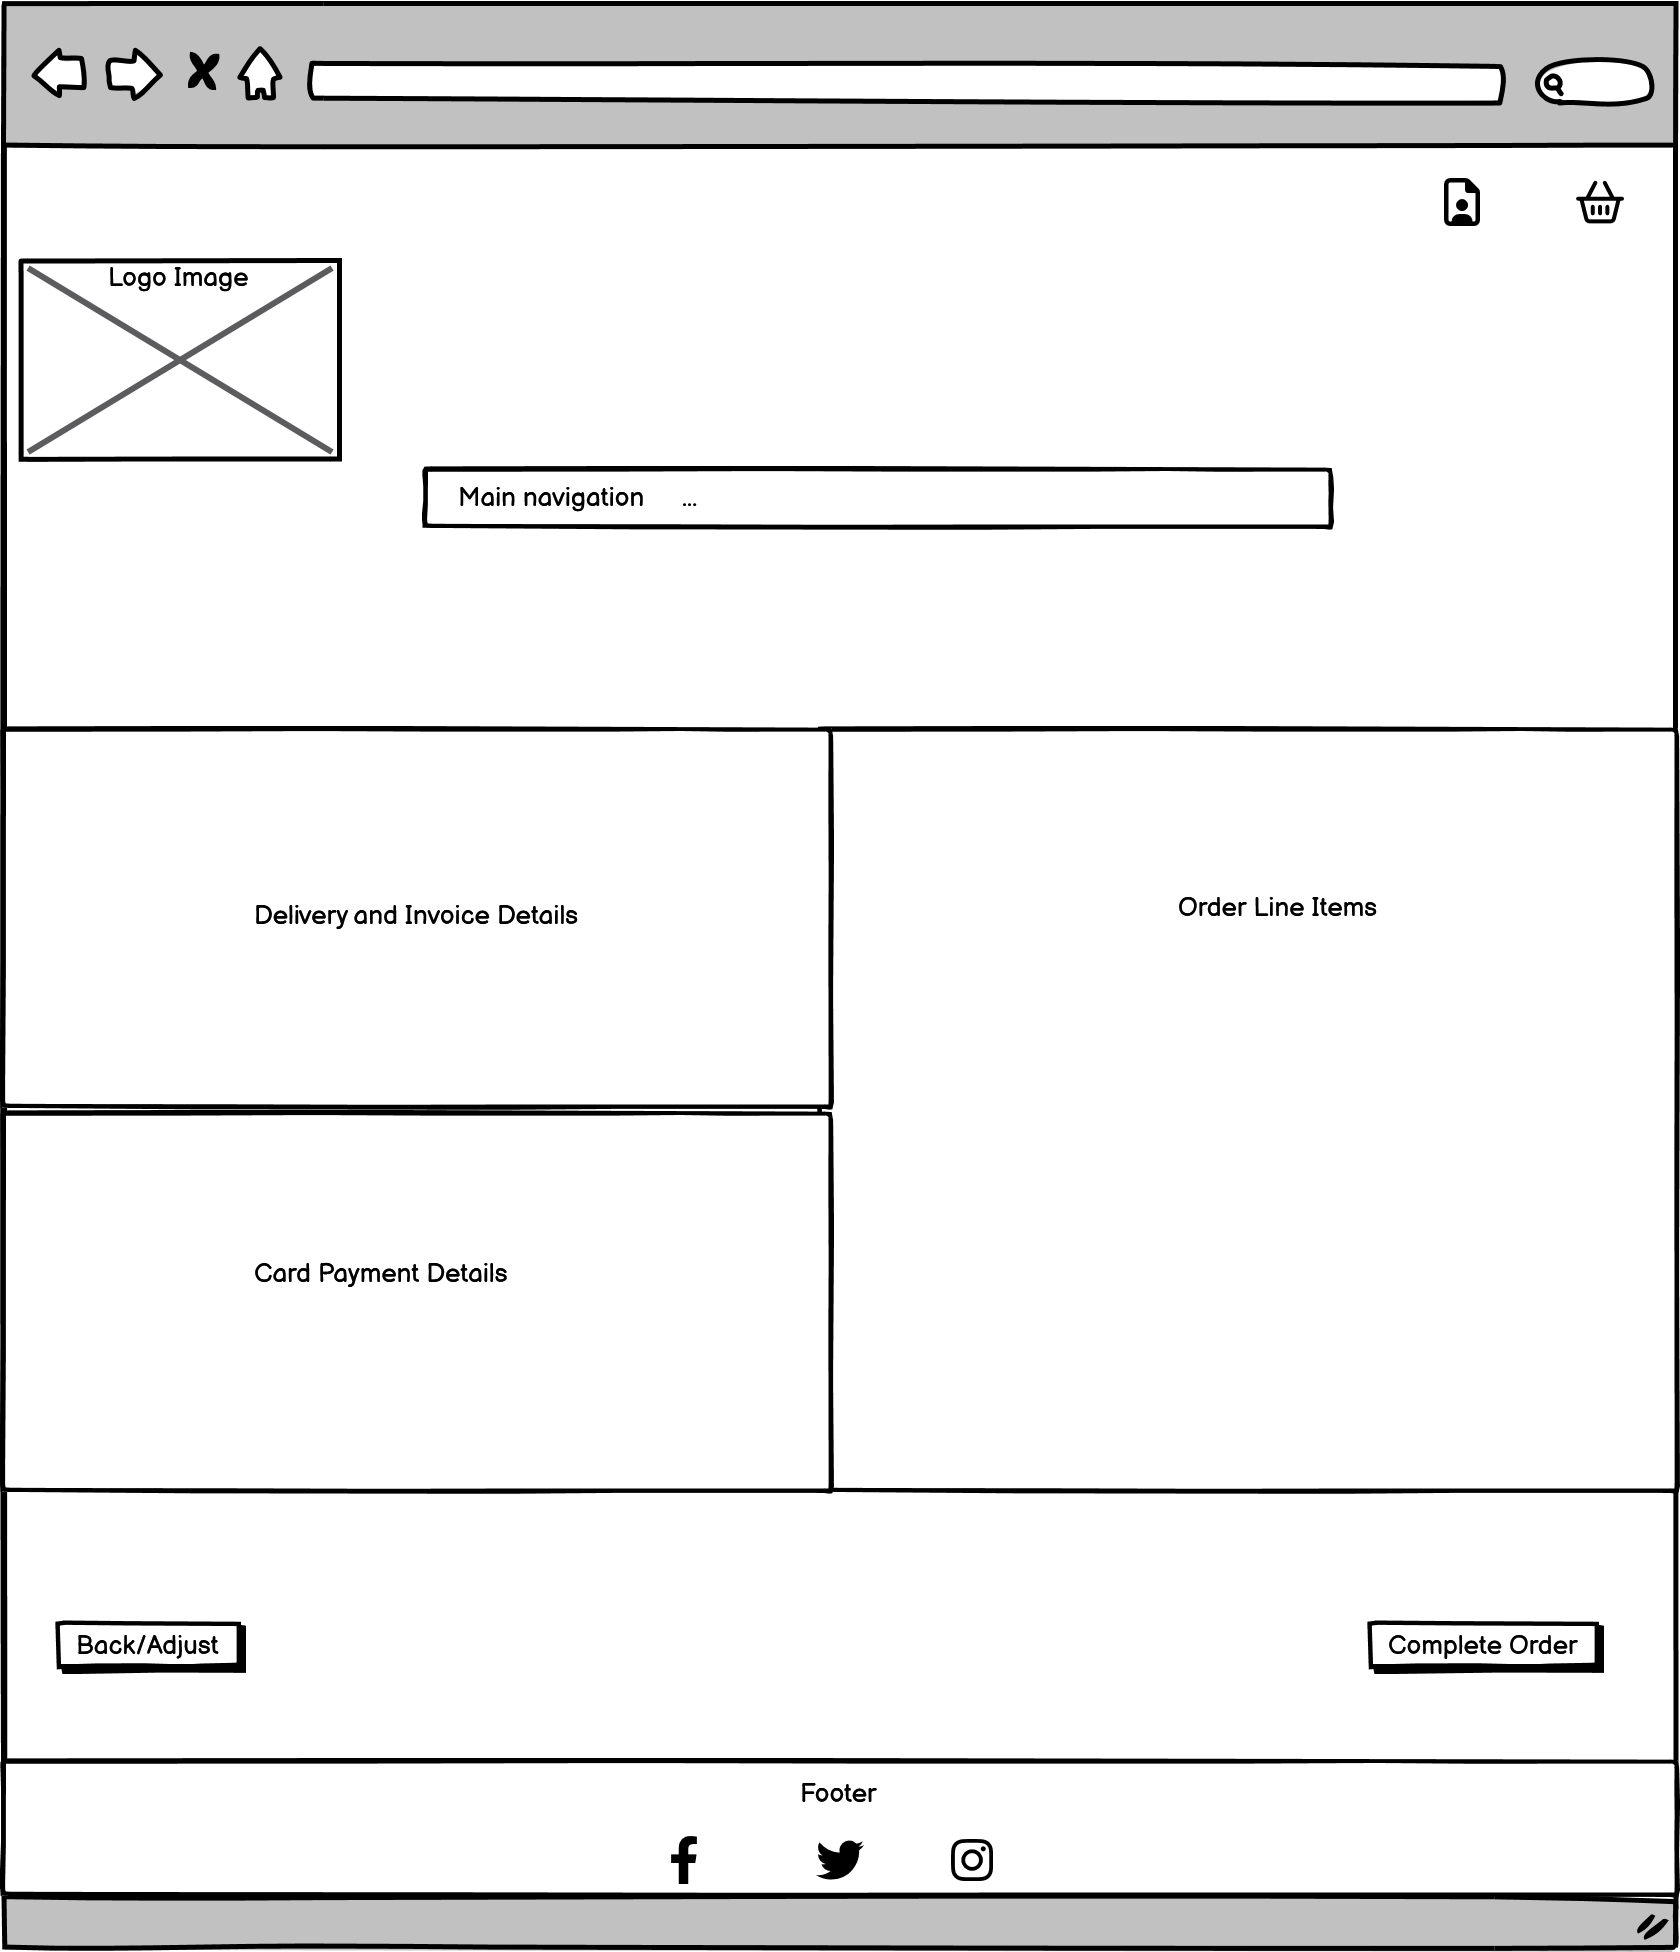 Logo Image
Main navigation ...
Delivery and Invoice Details
Order Line Items
Card Payment Details
Back/Adjust
Complete Order
Footer